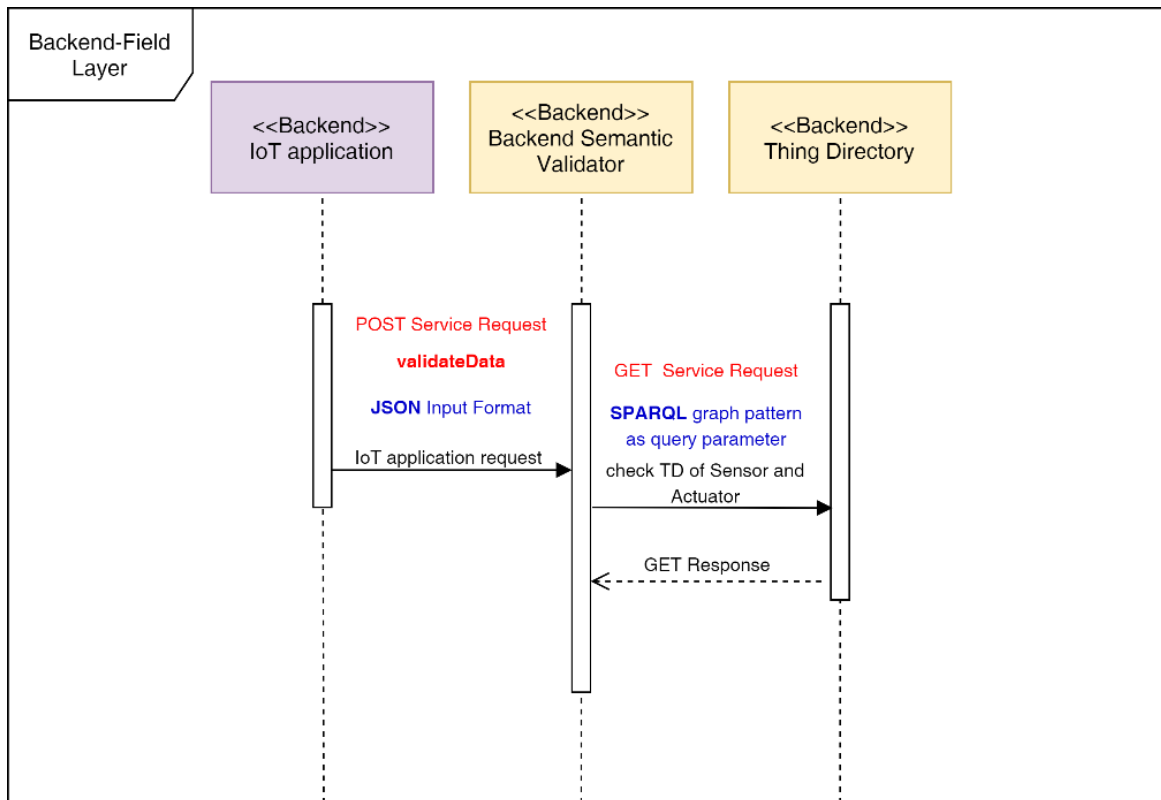 Backend-Field
Layer
<<Backend>>
IoT application
<<Backend>>
Backend Semantic
Validator
<<Backend>>
Thing Directory
POST Service Request
validateData
JSON Input Format
IoT application request
GET Service Request
SPARQL graph pattern
as query parameter
check TD of Sensor and
Actuator
GET Response